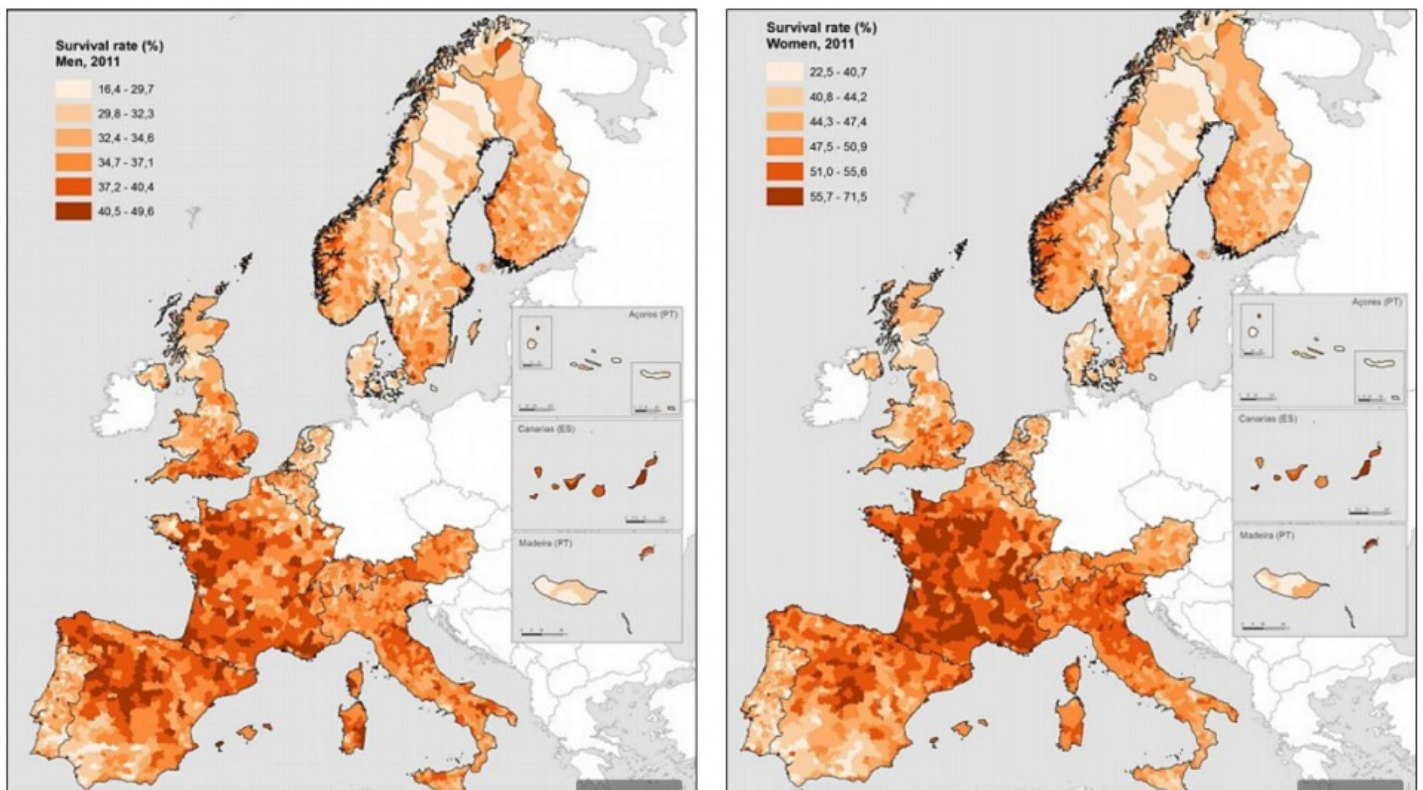 Survival rate (%)
Men, 2011
16,4 - 29,7
29,8 - 32,3
32,4 - 34,6
34,7 - 37,1
37,2 - 40,4
40,5 - 49,6
Açores (PT)
Canarias (ES)
Madeira (PT)
Survival rate (%)
Women, 2011
22,5 - 40,7
40,8 - 44,2
44,3 - 47,4
47,5 - 50,9
51,0 - 55,6
55,7 - 71,5
Açores (PT)
Canarias (ES)
Madeira (PT)